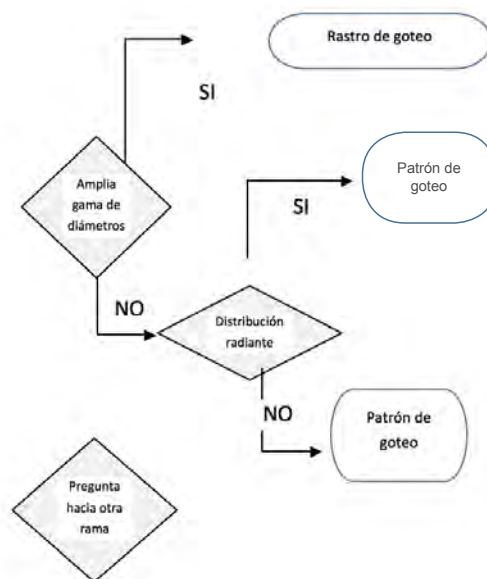 Rastro de goteo
SI
Patrón de
goteo
Amplia
gama de
diámetros
SI
NO
Distribución
radiante
NO
Patrón de
goteo
Pregunta
hacia otra
rama